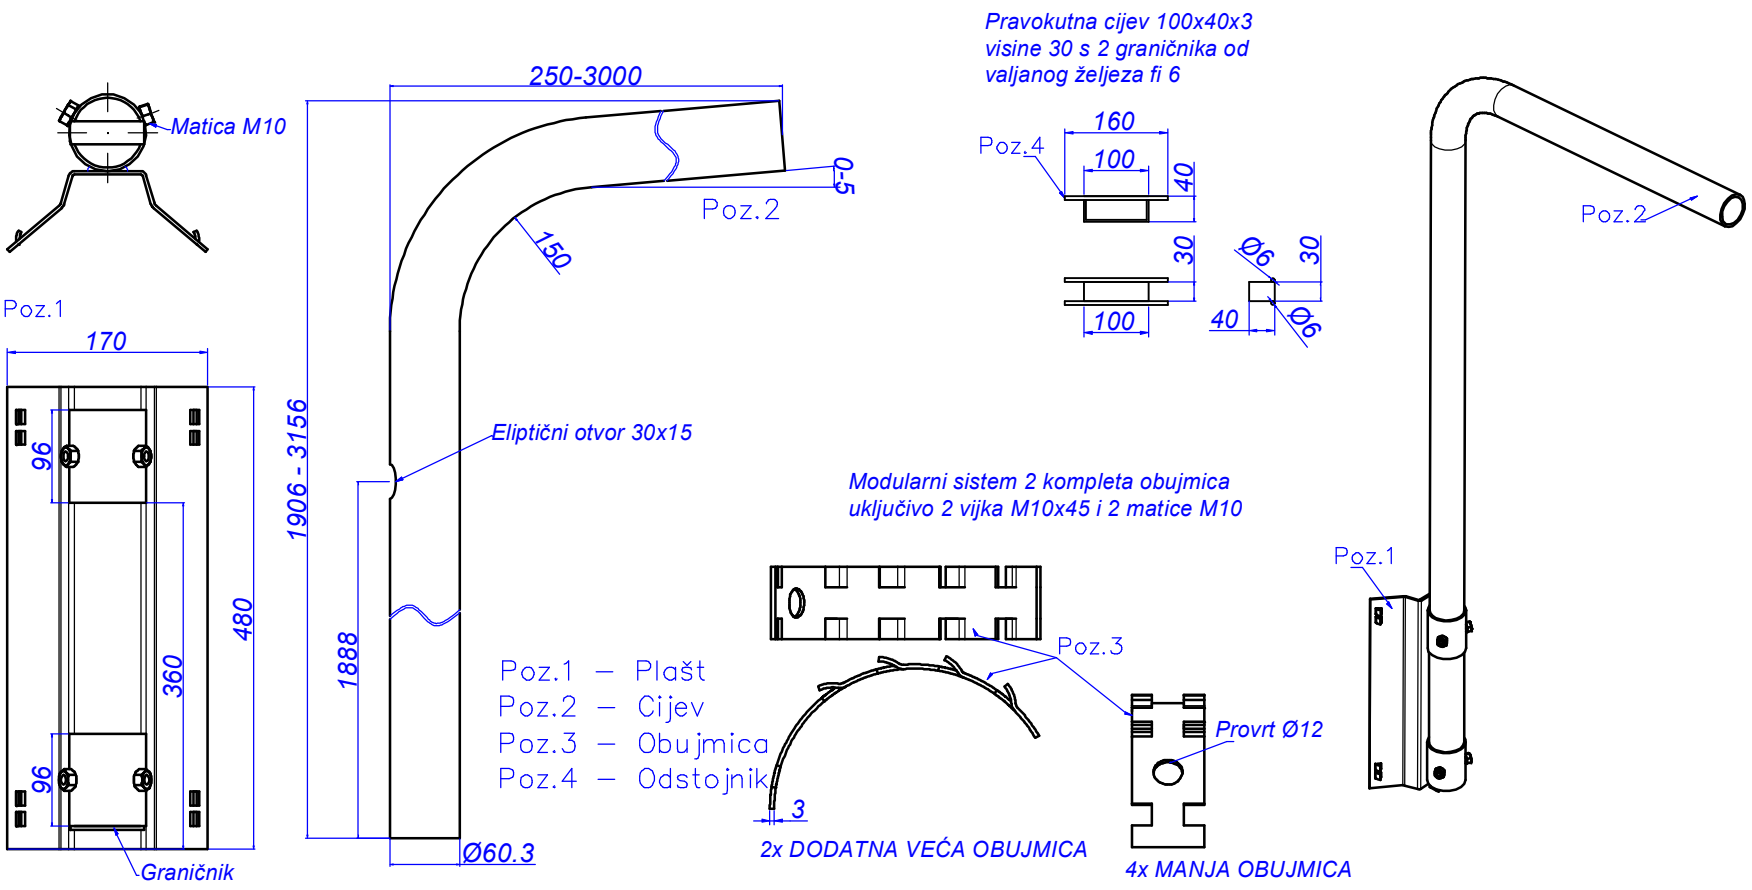 Pravokutna cijev 100x40x3
visine 30 s 2 graničnika od
valjanog željeza fi 6
250-3000
Matica M10
160
Poz.4
100
40
0-5
Poz.2
Poz.2
150
30
Ø6
30
Poz.1
100
40
Ø6
170
1906 - 3156
Eliptični otvor 30x15
96
Modularni sistem 2 kompleta obujmica
uključivo 2 vijka M10x45 i 2 matice M10
Poz.1
480
360
1888
Poz.3
Poz.1 – Plašt
Poz.2 – Cijev
Poz.3 – Obujmica
Poz.4 – Odstojnik
Provrt Ø12
96
3
Ø60.3
2x DODATNA VEĆA OBUJMICA
4x MANJA OBUJMICA
Graničnik